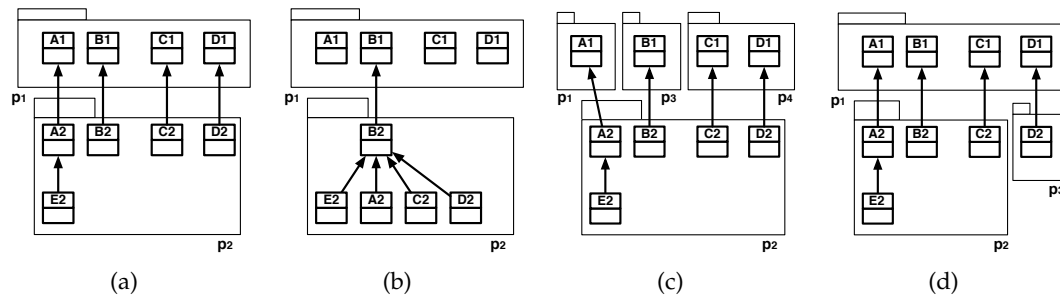 A1 B1 C1 D1
p1
A2 B2 C2 D2
E2
p2
(a)
A1 B1 C1 D1
p1
B2
E2 A2 C2 D2
p2
(b)
A1 B1 C1 D1
p1 p3 p4
A2 B2 C2 D2
E2
p2
(c)
A1 B1 C1 D1
p1
A2 B2 C2 D2
p3
E2
p2
(d)